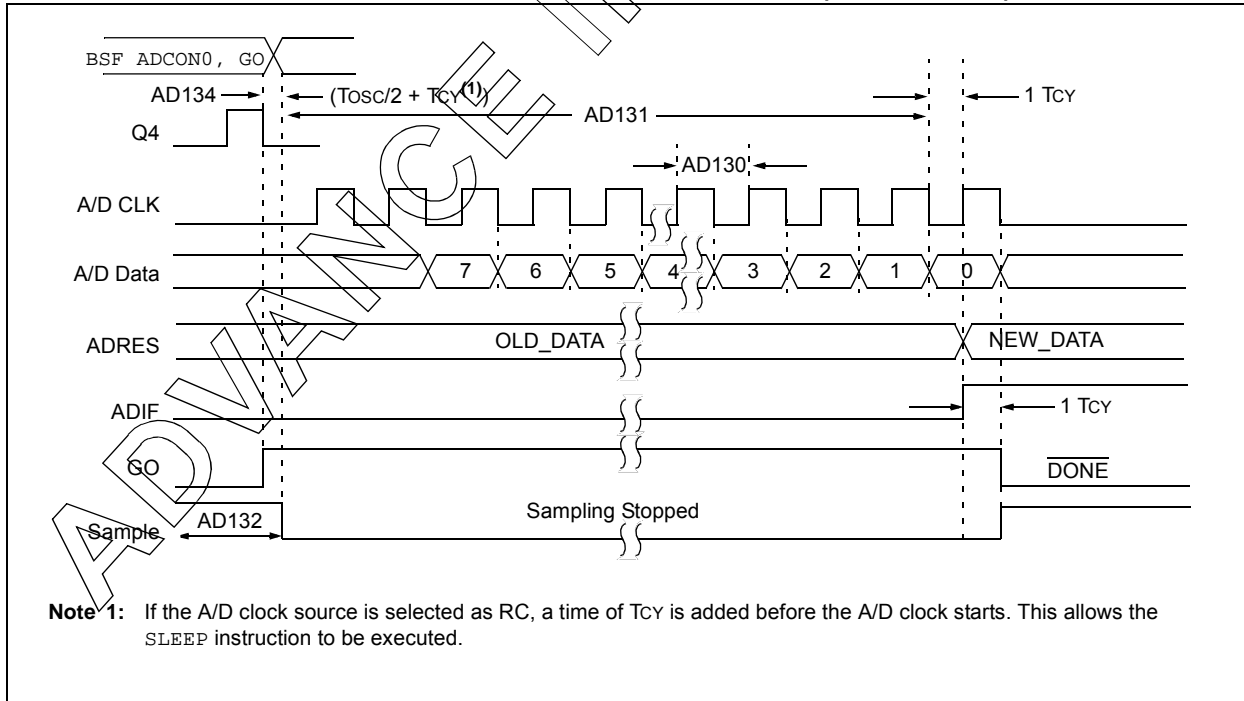 BSF ADCON0, GO
AD134
(TOSC/2 + TCY(1))
1 TCY
AD131
Q4
AD130
A/D CLK
A/D Data
7 6 5 4 3 2 1 0
ADRES
OLD_DATA
NEW_DATA
ADIF
1 TCY
GO
DONE
Sample
AD132
Sampling Stopped
Note 1: If the A/D clock source is selected as RC, a time of TCY is added before the A/D clock starts. This allows the
SLEEP instruction to be executed.
ADVANCE